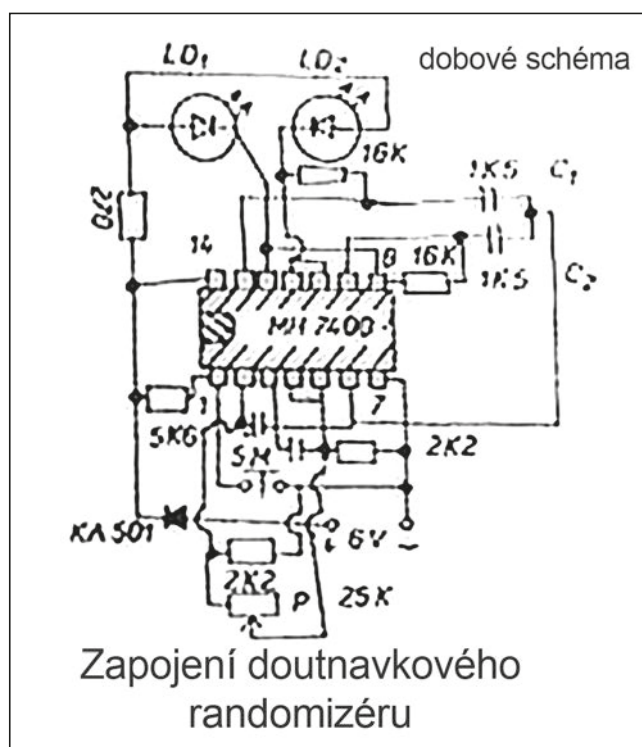 dobové schéma
LD₁
LD₂
16K
1K5
C₁
14
8
16K
1K5
C₂
MH 7400
1
7
5K6
5M
2K2
KA 501
6V
2K2
P
25K
Zapojení doutnavkového
randomizéru